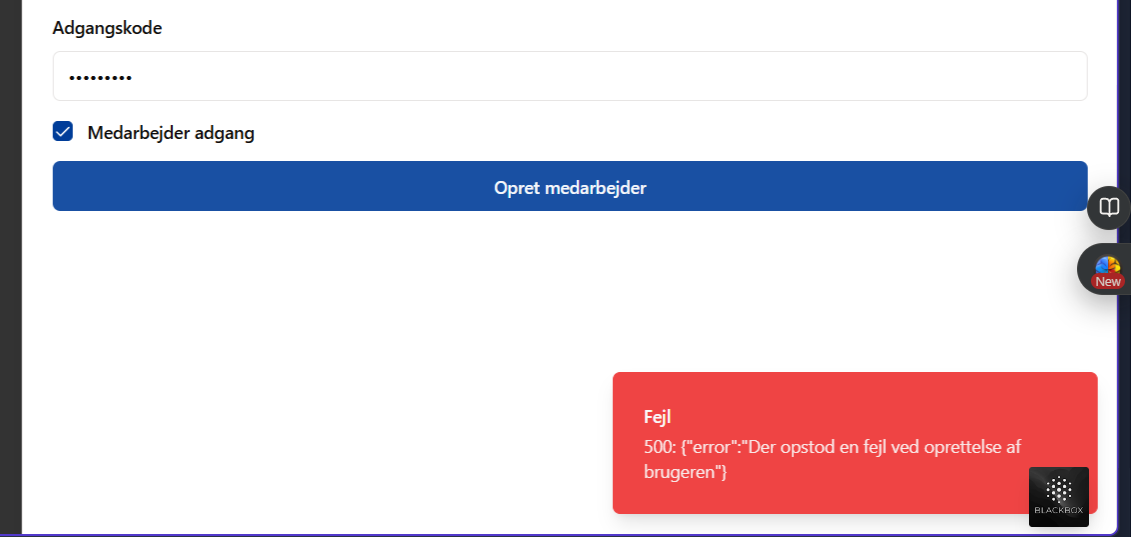 Adgangskode
•••••••••
Medarbejder adgang
Opret medarbejder
New
Fejl
500: {"error":"Der opstod en fejl ved oprettelse af
brugeren"}
BLACKBOX